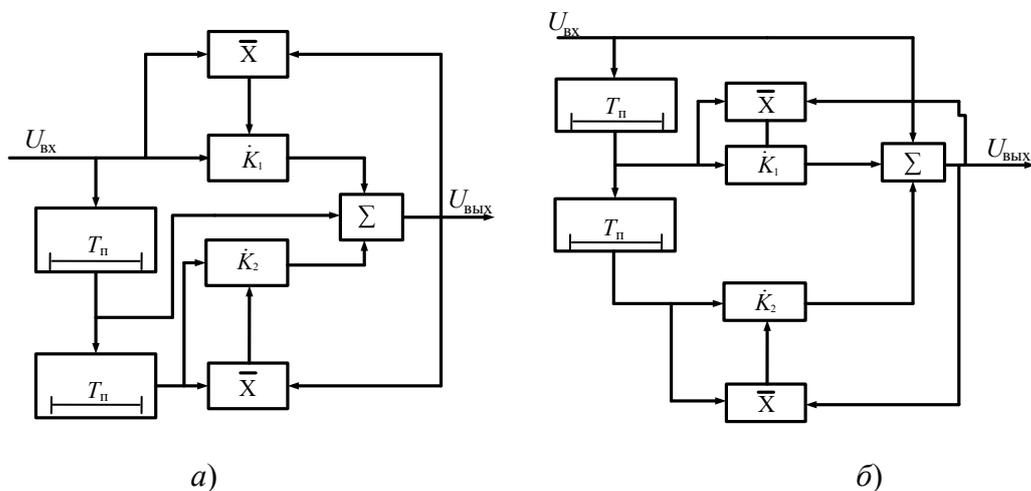 X̅
K̇₁
U_вх
T_п
Σ
U_вых
K̇₂
T_п
X̅
а)
U_вх
T_п
X̅
K̇₁
Σ
U_вых
T_п
K̇₂
X̅
б)